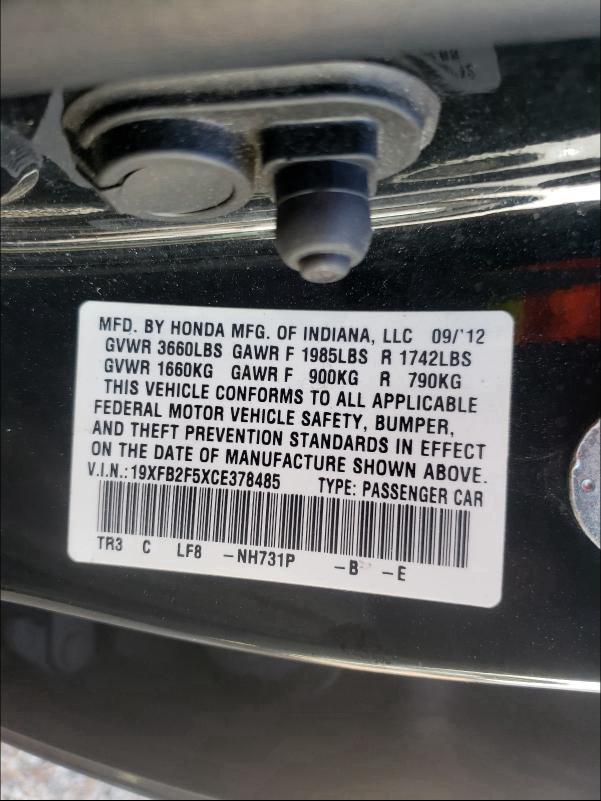 MFD. BY HONDA MFG. OF INDIANA, LLC 09/'12
GVWR 3660LBS GAWR F 1985LBS R 1742LBS
GVWR 1660KG GAWR F 900KG R 790KG
THIS VEHICLE CONFORMS TO ALL APPLICABLE
FEDERAL MOTOR VEHICLE SAFETY, BUMPER,
AND THEFT PREVENTION STANDARDS IN EFFECT
ON THE DATE OF MANUFACTURE SHOWN ABOVE.
V.I.N.:19XFB2F5XCE378485 TYPE: PASSENGER CAR
TR3 C LF8 -NH731P -B -E